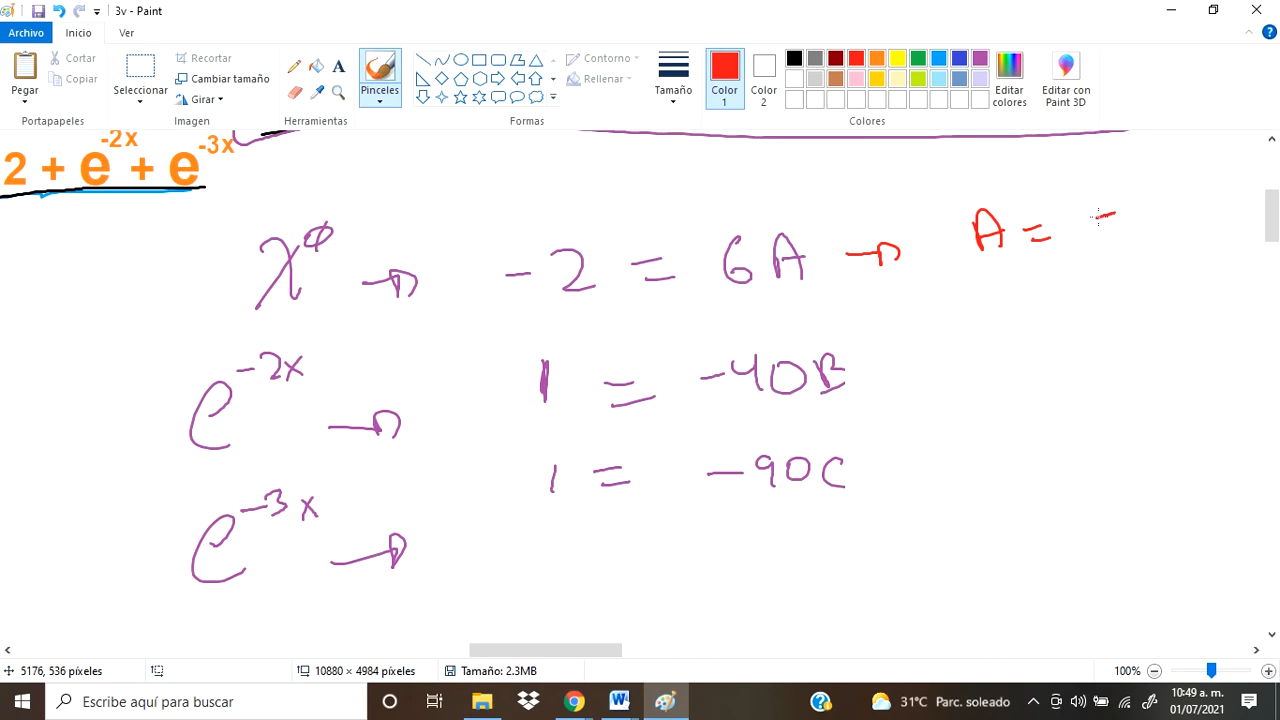 3v - Paint
Archivo Inicio Ver
Pegar
Cortar
Copiar
Portapapeles
Seleccionar
Recortar
Cambiar tamaño
Girar
Imagen
Herramientas
Pinceles
Contorno
Rellenar
Formas
Tamaño
Color 1
Color 2
Colores
Editar colores
Editar con Paint 3D
2 + e^-2x + e^-3x
x^0 → -2 = 6A → A = -
e^-2x → 1 = -40B
e^-3x → 1 = -90C
5176, 536 píxeles
10880 × 4984 píxeles
Tamaño: 2.3MB
100%
Escribe aquí para buscar
31°C Parc. soleado
10:49 a. m.
01/07/2021